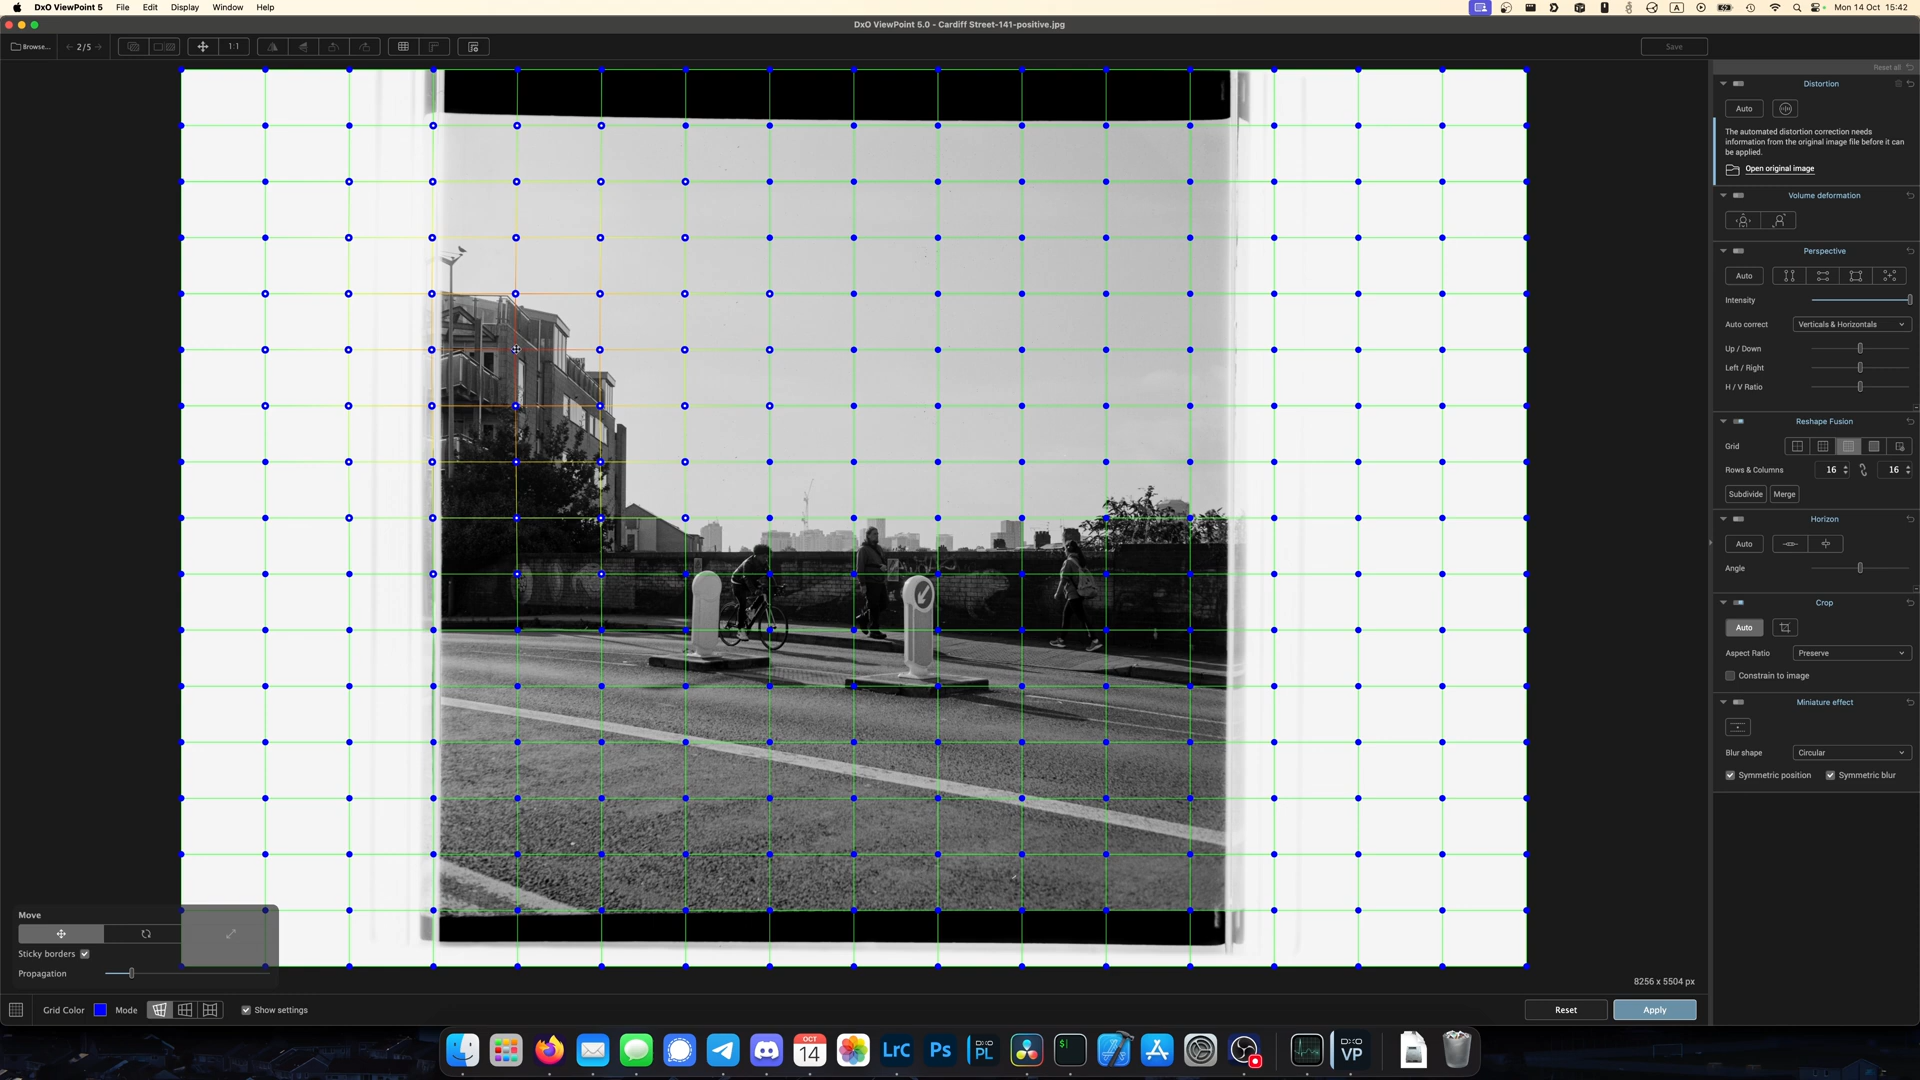 DxO ViewPoint 5 File Edit Display Window Help
A Mon 14 Oct 15:42
DxO ViewPoint 5.0 - Cardiff Street-141-positive.jpg
Browse... 2/5 1:1 Save
Reset all
Distortion
Auto
The automated distortion correction needs
information from the original image file before it can
be applied.
Open original image
Volume deformation
Perspective
Auto
Intensity
Auto correct Verticals & Horizontals
Up / Down
Left / Right
H / V Ratio
Reshape Fusion
Grid
Rows & Columns 16 16
Subdivide Merge
Horizon
Auto
Angle
Crop
Auto
Aspect Ratio Preserve
Constrain to image
Miniature effect
Blur shape Circular
Symmetric position Symmetric blur
Move
Sticky borders
Propagation
8256 x 5504 px
Grid Color Mode Show settings Reset Apply
OCT
14
LrC Ps DXO
PL
$
DXO
VP